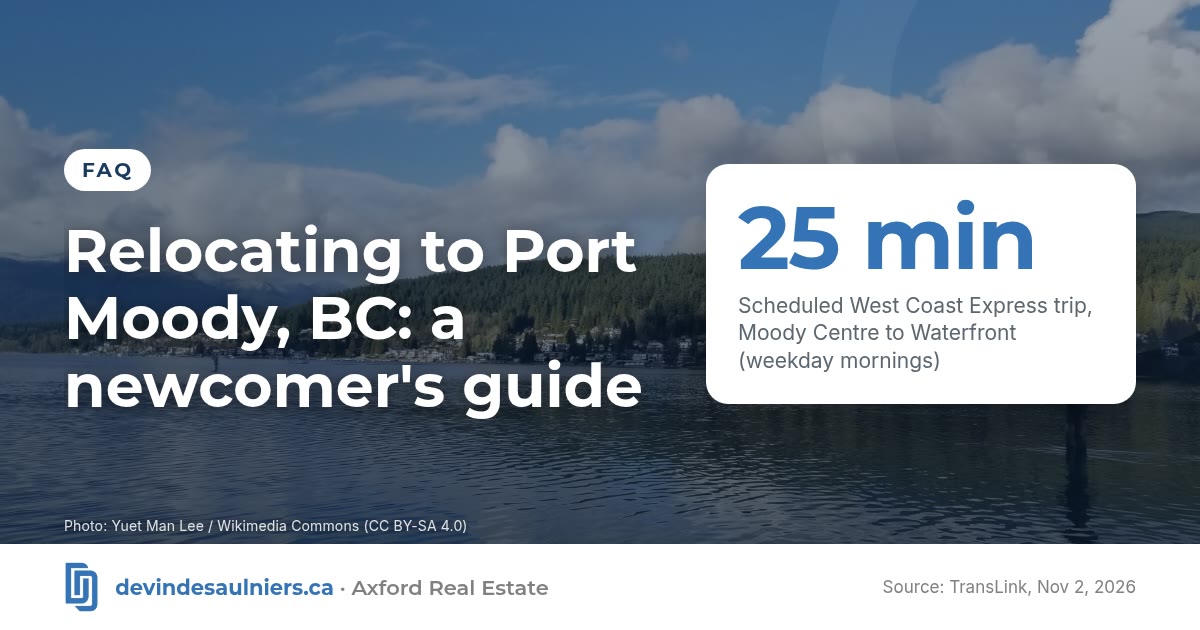 FAQ
Relocating to Port
Moody, BC: a
newcomer's guide
25 min
Scheduled West Coast Express trip,
Moody Centre to Waterfront
(weekday mornings)
Photo: Yuet Man Lee / Wikimedia Commons (CC BY-SA 4.0)
devindesaulniers.ca · Axford Real Estate
Source: TransLink, Nov 2, 2026